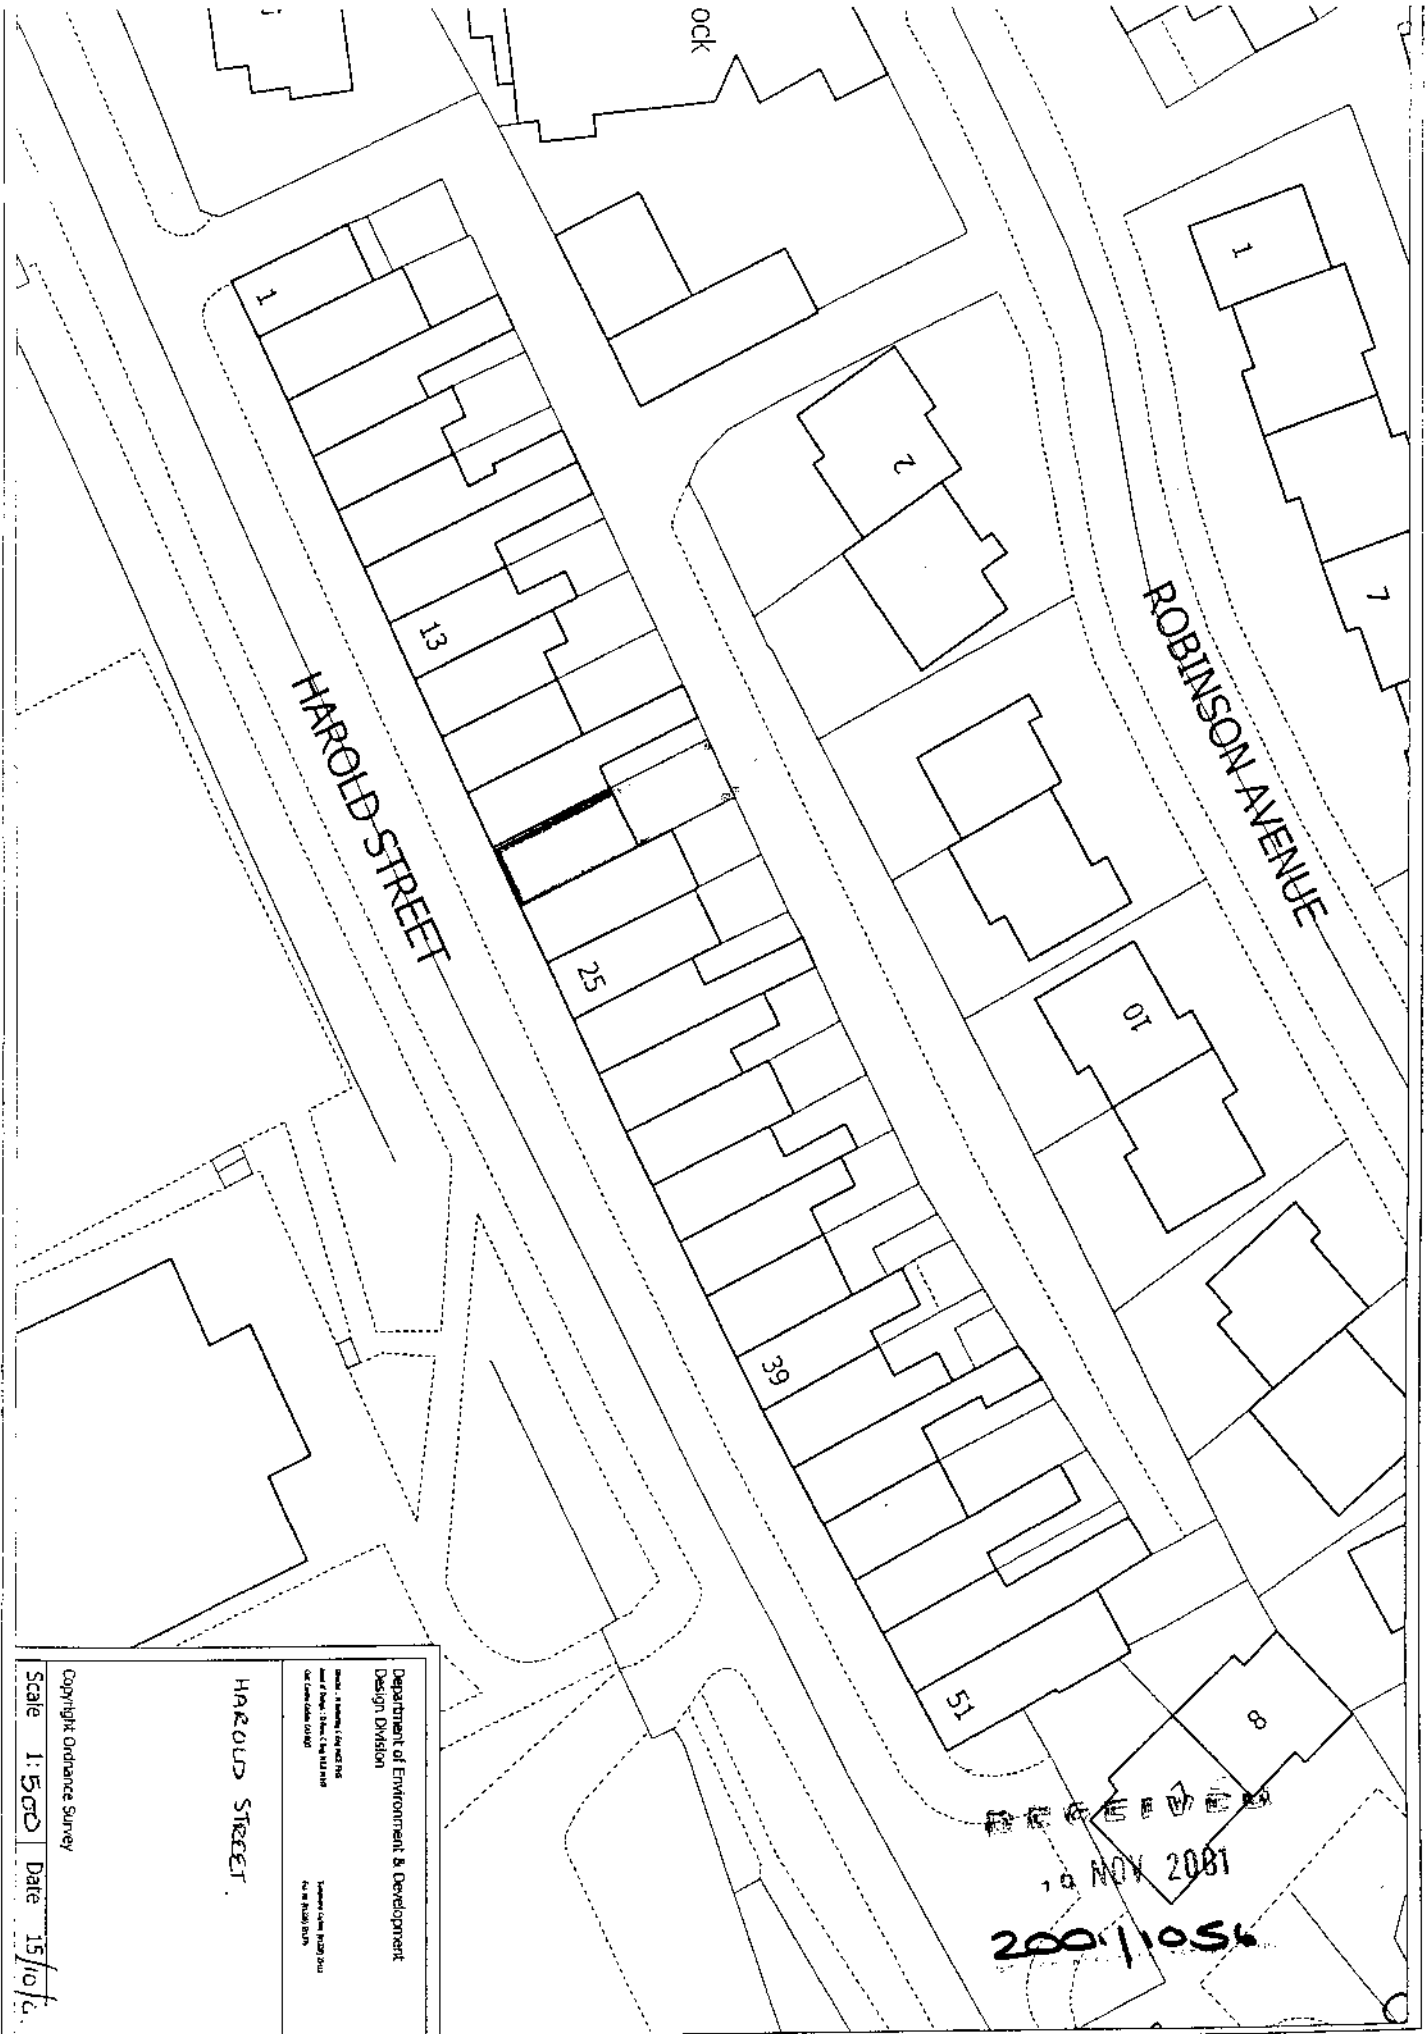 ock
1
1
2
7
ROBINSON AVENUE
13
HAROLD STREET
25
10
39
51
8
RECEIVED
NOV 2001
2001/1056
Department of Environment & Development
Design Division
HAROLD STREET.
Copyright Ordnance Survey
Scale 1:500 Date 15/10/